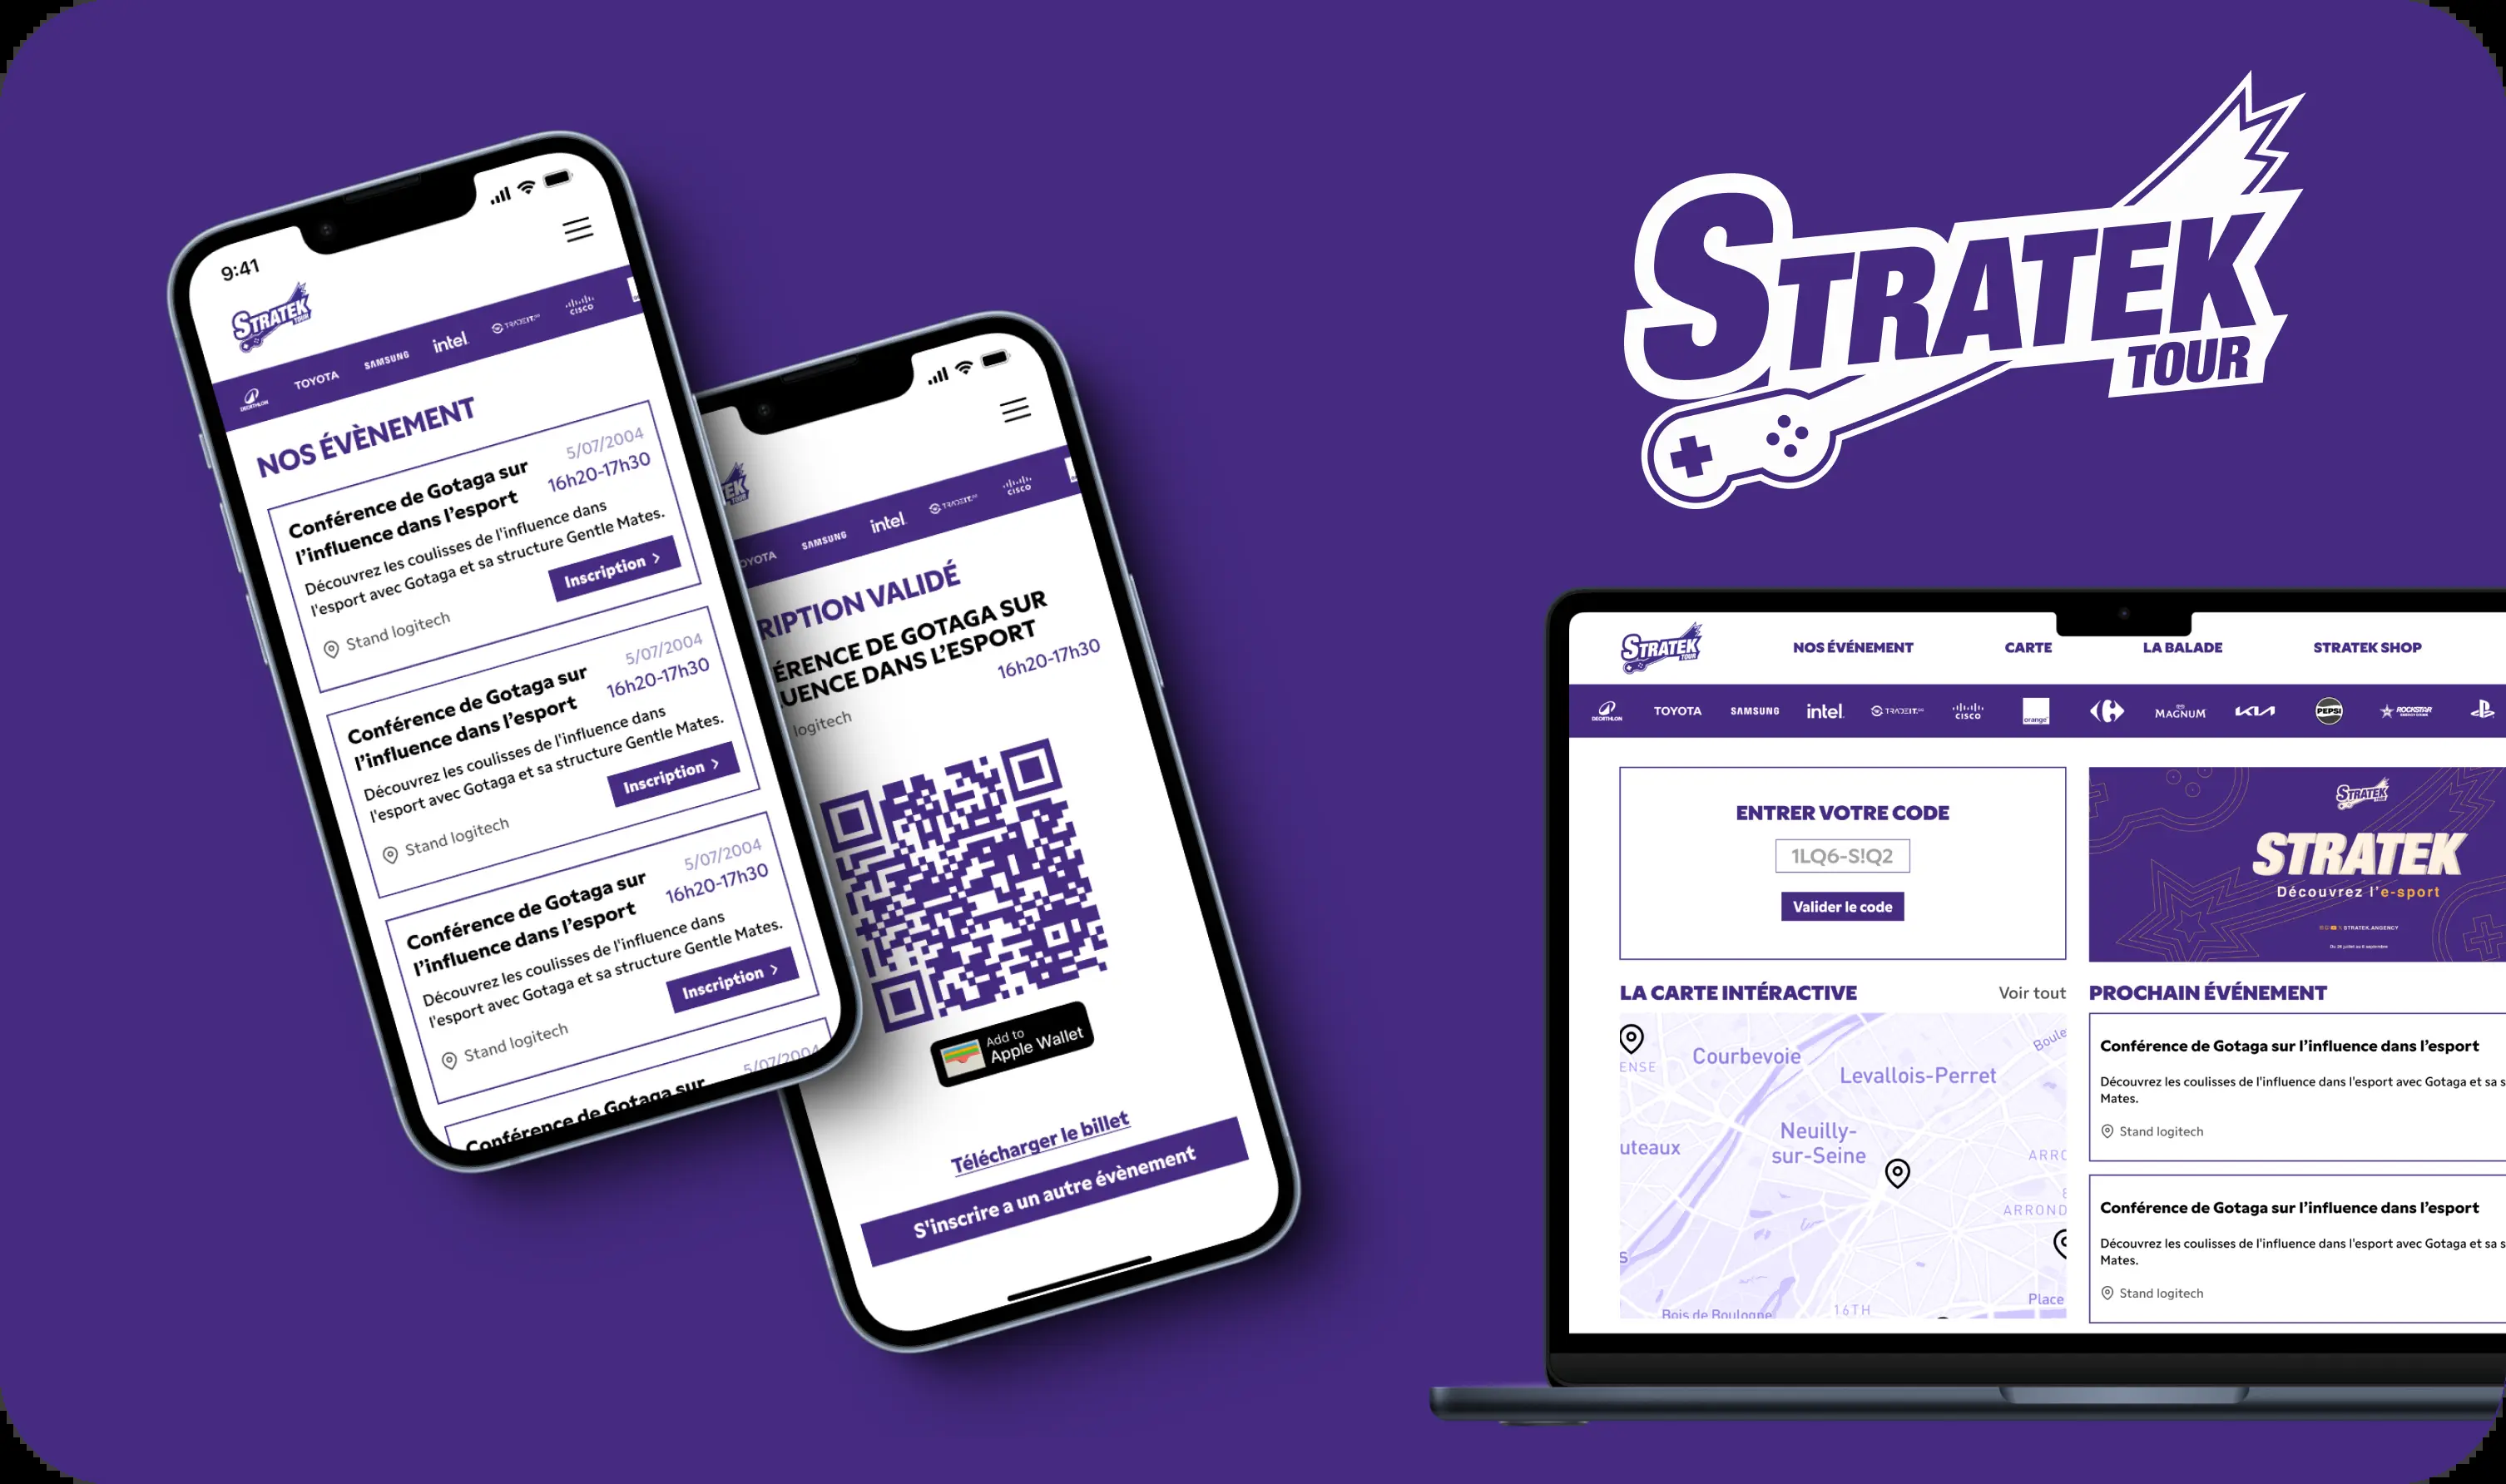 9:41
STRATEK
TOUR
DECATHLON
TOYOTA
SAMSUNG
intel
TRADEIT
CISCO
NOS ÉVÈNEMENT
Conférence de Gotaga sur
l'influence dans l'esport
5/07/2004
16h20-17h30
Découvrez les coulisses de l'influence dans
l'esport avec Gotaga et sa structure Gentle Mates.
Inscription >
Stand logitech
Conférence de Gotaga sur
l'influence dans l'esport
5/07/2004
16h20-17h30
Découvrez les coulisses de l'influence dans
l'esport avec Gotaga et sa structure Gentle Mates.
Inscription >
Stand logitech
Conférence de Gotaga sur
l'influence dans l'esport
5/07/2004
16h20-17h30
Découvrez les coulisses de l'influence dans
l'esport avec Gotaga et sa structure Gentle Mates.
Inscription >
Stand logitech
Conférence de Gotaga sur
5/07/2004
TEK
TOUR
OYOTA
SAMSUNG
intel
TRADEIT
CISCO
RIPTION VALIDÉ
ÉRENCE DE GOTAGA SUR
UENCE DANS L'ESPORT
16h20-17h30
logitech
Add to
Apple Wallet
Télécharger le billet
S'inscrire a un autre évènement
STRATEK
TOUR
STRATEK
TOUR
NOS ÉVÉNEMENT
CARTE
LA BALADE
STRATEK SHOP
DECATHLON
TOYOTA
SAMSUNG
intel
TRADEIT
CISCO
orange
MAGNUM
KIA
PEPSI
ROCKSTAR
ENTRER VOTRE CODE
1LQ6-S!Q2
Valider le code
STRATEK
STRATEK
Découvrez l'e-sport
STRATEK.ANGENCY
LA CARTE INTÉRACTIVE
Voir tout
ENSE
Courbevoie
Boule
Levallois-Perret
uteaux
Neuilly-
sur-Seine
ARRO
ARROND
S
Place
Bois de Boulogne
16TH
PROCHAIN ÉVÉNEMENT
Conférence de Gotaga sur l'influence dans l'esport
Découvrez les coulisses de l'influence dans l'esport avec Gotaga et sa s
Mates.
Stand logitech
Conférence de Gotaga sur l'influence dans l'esport
Découvrez les coulisses de l'influence dans l'esport avec Gotaga et sa s
Mates.
Stand logitech